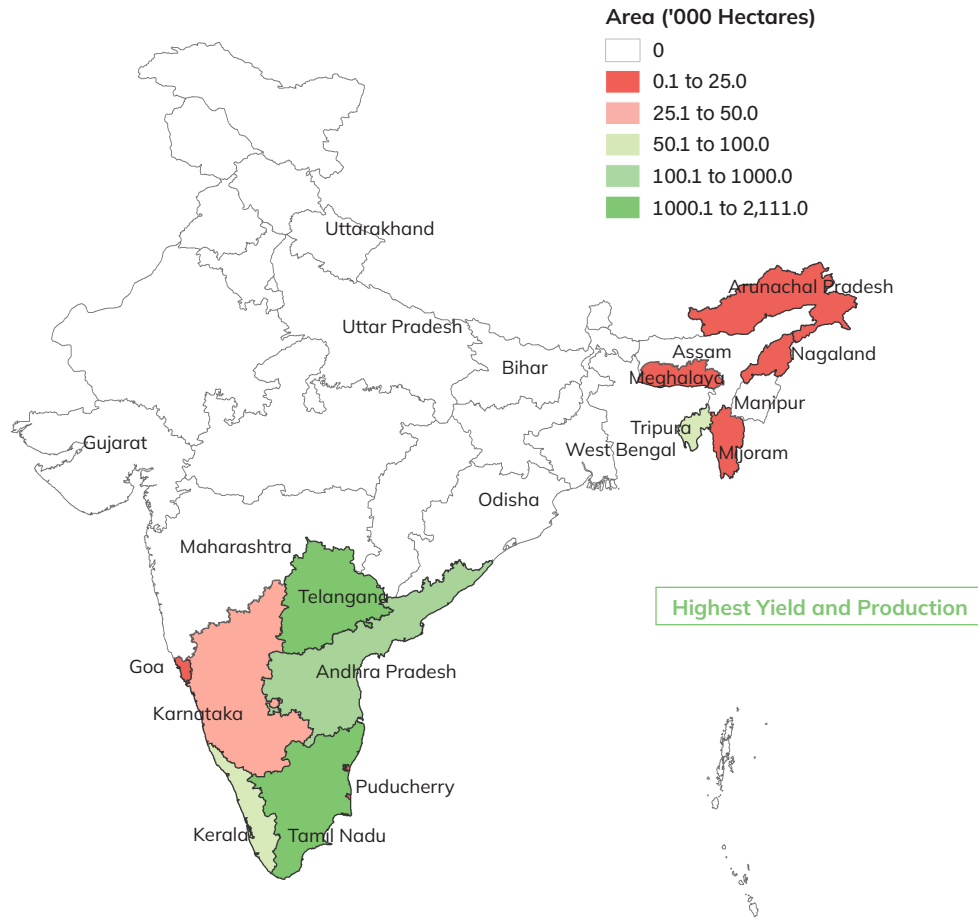 Area ('000 Hectares)
0
0.1 to 25.0
25.1 to 50.0
50.1 to 100.0
100.1 to 1000.0
1000.1 to 2,111.0
Uttarakhand
Arunachal Pradesh
Uttar Pradesh
Assam
Nagaland
Bihar
Meghalaya
Manipur
Tripura
Gujarat
West Bengal
Mijoram
Odisha
Maharashtra
Telangana
Highest Yield and Production
Goa
Andhra Pradesh
Karnataka
Puducherry
Kerala
Tamil Nadu